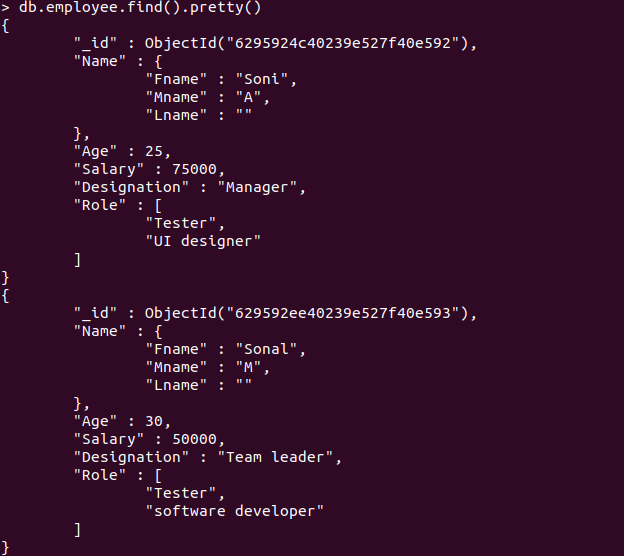 > db.employee.find().pretty()
{
"_id" : ObjectId("6295924c40239e527f40e592"),
"Name" : {
"Fname" : "Soni",
"Mname" : "A",
"Lname" : ""
},
"Age" : 25,
"Salary" : 75000,
"Designation" : "Manager",
"Role" : [
"Tester",
"UI designer"
]
}
{
"_id" : ObjectId("629592ee40239e527f40e593"),
"Name" : {
"Fname" : "Sonal",
"Mname" : "M",
"Lname" : ""
},
"Age" : 30,
"Salary" : 50000,
"Designation" : "Team leader",
"Role" : [
"Tester",
"software developer"
]
}